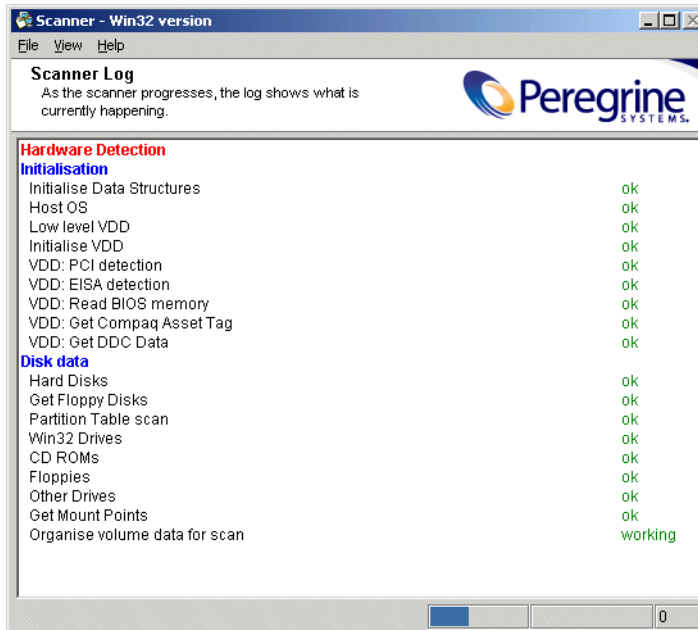 Scanner - Win32 version
File View Help
Scanner Log
As the scanner progresses, the log shows what is
currently happening.
Peregrine
SYSTEMS.
Hardware Detection
Initialisation
Initialise Data Structures ok
Host OS ok
Low level VDD ok
Initialise VDD ok
VDD: PCI detection ok
VDD: EISA detection ok
VDD: Read BIOS memory ok
VDD: Get Compaq Asset Tag ok
VDD: Get DDC Data ok
Disk data
Hard Disks ok
Get Floppy Disks ok
Partition Table scan ok
Win32 Drives ok
CD ROMs ok
Floppies ok
Other Drives ok
Get Mount Points ok
Organise volume data for scan working
0